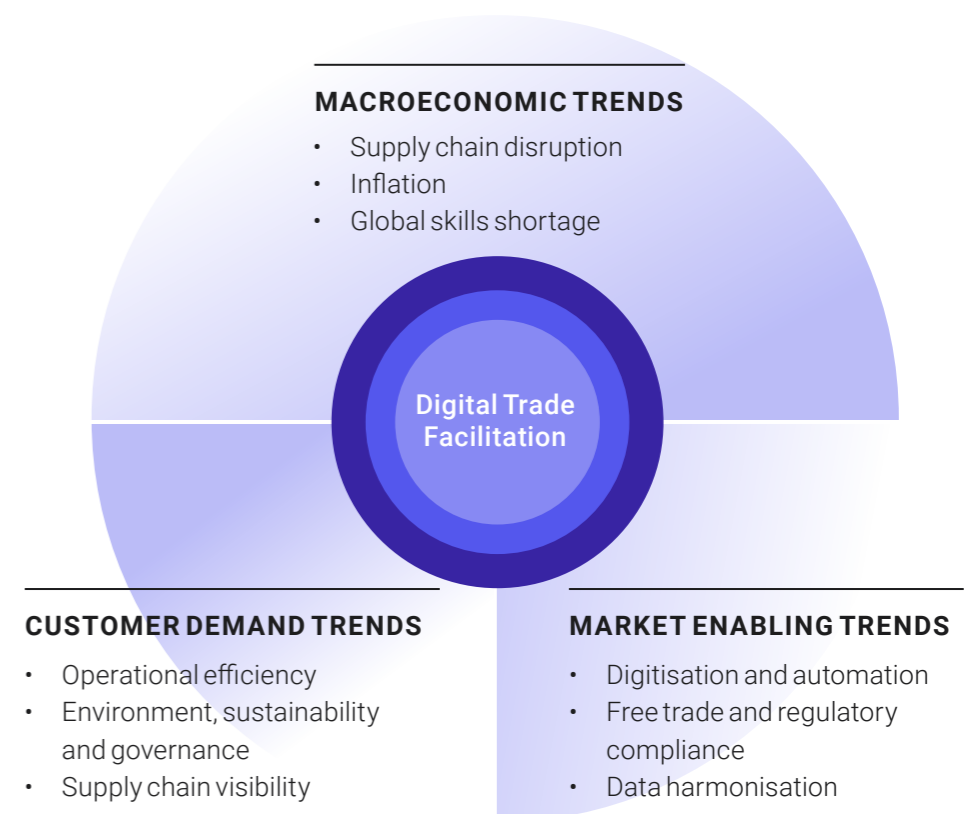 MACROECONOMIC TRENDS
• Supply chain disruption
• Inflation
• Global skills shortage
Digital Trade
Facilitation
CUSTOMER DEMAND TRENDS
• Operational efficiency
• Environment, sustainability
and governance
• Supply chain visibility
MARKET ENABLING TRENDS
• Digitisation and automation
• Free trade and regulatory
compliance
• Data harmonisation